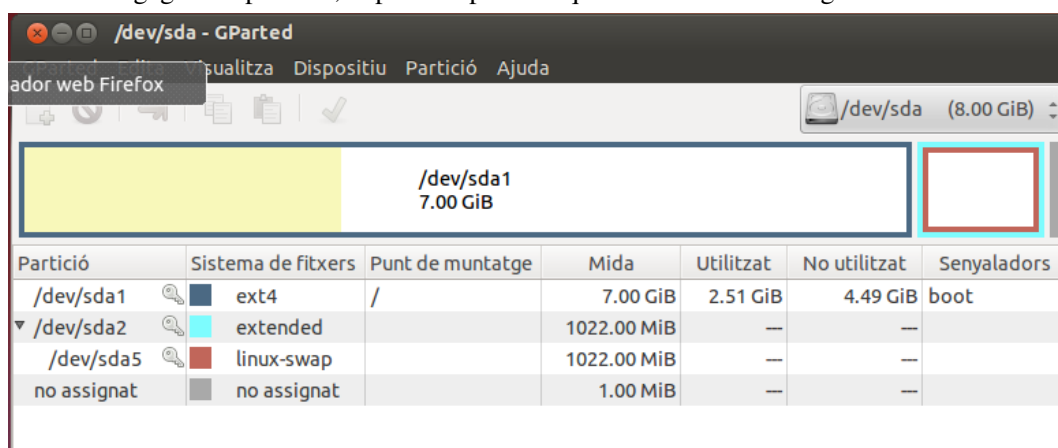 /dev/sda - GParted
GParted Edita Visualitza Dispositiu Partició Ajuda
ador web Firefox
/dev/sda (8.00 GiB)
/dev/sda1
7.00 GiB
Partició Sistema de fitxers Punt de muntatge Mida Utilitzat No utilitzat Senyaladors
/dev/sda1 ext4 / 7.00 GiB 2.51 GiB 4.49 GiB boot
/dev/sda2 extended 1022.00 MiB --- ---
/dev/sda5 linux-swap 1022.00 MiB --- ---
no assignat no assignat 1.00 MiB --- ---